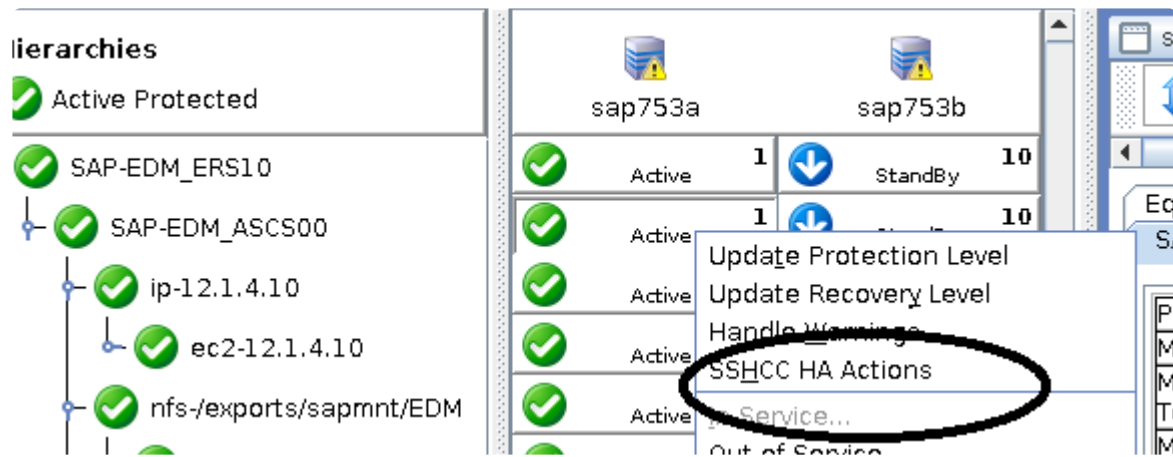 Hierarchies
Active Protected
sap753a
sap753b
SAP-EDM_ERS10
Active
1
StandBy
10
SAP-EDM_ASCS00
Active
1
10
Update Protection Level
ip-12.1.4.10
Active
Update Recovery Level
Handle Warnings
ec2-12.1.4.10
Active
SSHCC HA Actions
nfs-/exports/sapmnt/EDM
Active
In Service...
Out of Service